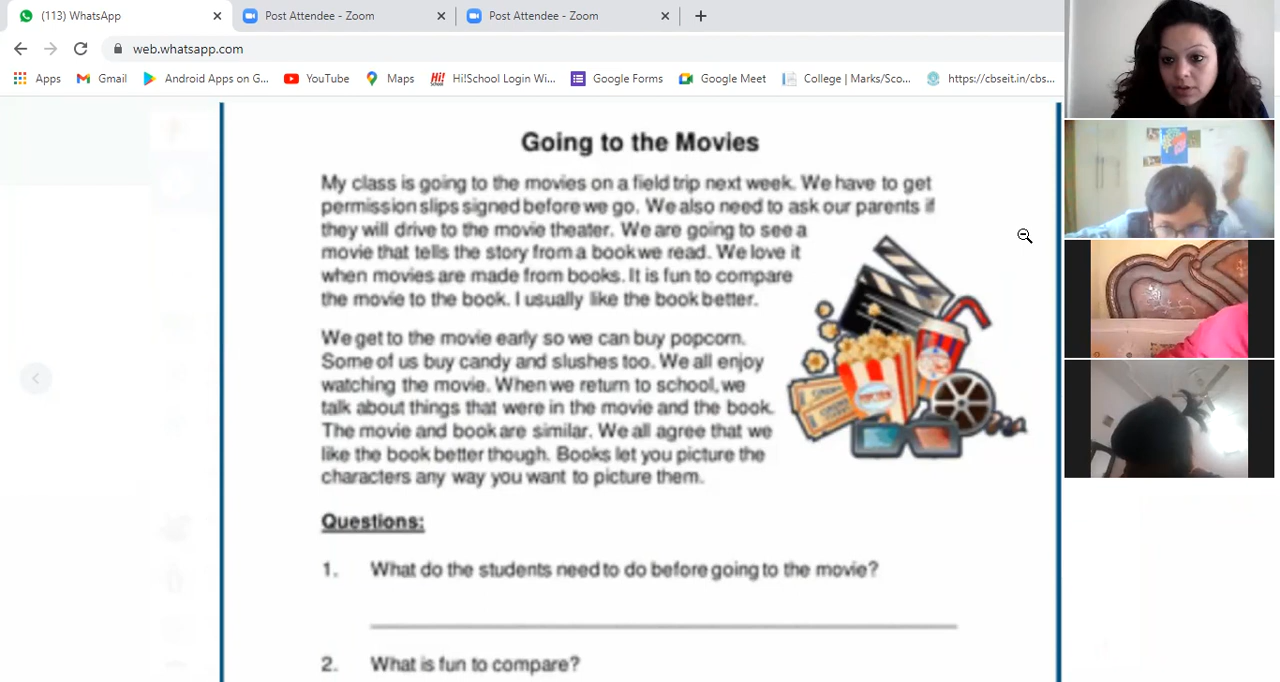 (113) WhatsApp
Post Attendee - Zoom
Post Attendee - Zoom
web.whatsapp.com
Apps
Gmail
Android Apps on G...
YouTube
Maps
Hi! Hi!School Login Wi...
Google Forms
Google Meet
College | Marks/Sco...
https://cbseit.in/cbs...
Going to the Movies
My class is going to the movies on a field trip next week. We have to get
permission slips signed before we go. We also need to ask our parents if
they will drive to the movie theater. We are going to see a
movie that tells the story from a book we read. We love it
when movies are made from books. It is fun to compare
the movie to the book. I usually like the book better.
We get to the movie early so we can buy popcorn.
Some of us buy candy and slushes too. We all enjoy
watching the movie. When we return to school, we
talk about things that were in the movie and the book.
The movie and book are similar. We all agree that we
like the book better though. Books let you picture the
characters any way you want to picture them.
Questions:
1. What do the students need to do before going to the movie?
2. What is fun to compare?